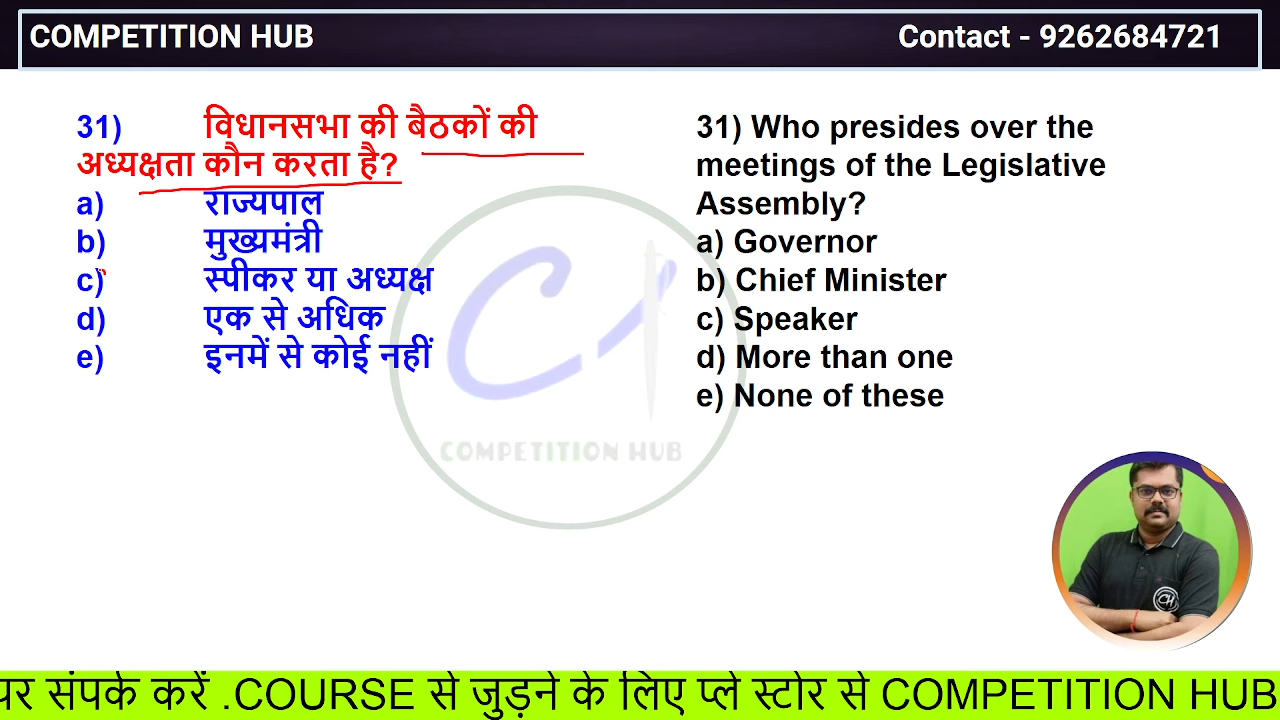 COMPETITION HUB
Contact - 9262684721
31) विधानसभा की बैठकों की
अध्यक्षता कौन करता है?
a) राज्यपाल
b) मुख्यमंत्री
c) स्पीकर या अध्यक्ष
d) एक से अधिक
e) इनमें से कोई नहीं
31) Who presides over the
meetings of the Legislative
Assembly?
a) Governor
b) Chief Minister
c) Speaker
d) More than one
e) None of these
COMPETITION HUB
CH
पर संपर्क करें .COURSE से जुड़ने के लिए प्ले स्टोर से COMPETITION HUB